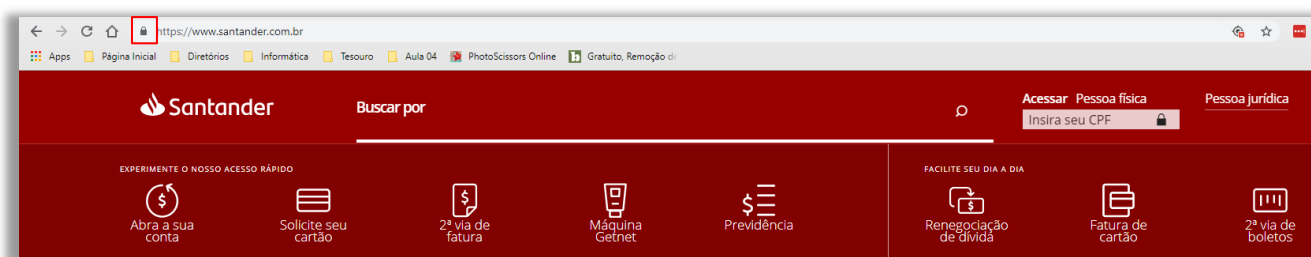 https://www.santander.com.br
Apps Página Inicial Diretórios Informática Tesouro Aula 04 PhotoScissors Online Gratuito, Remoção d
Santander Buscar por Acessar Pessoa física Pessoa jurídica
Insira seu CPF
EXPERIMENTE O NOSSO ACESSO RÁPIDO FACILITE SEU DIA A DIA
Abra a sua conta
Solicite seu cartão
2ª via de fatura
Máquina Getnet
Previdência
Renegociação de dívida
Fatura de cartão
2ª via de boletos